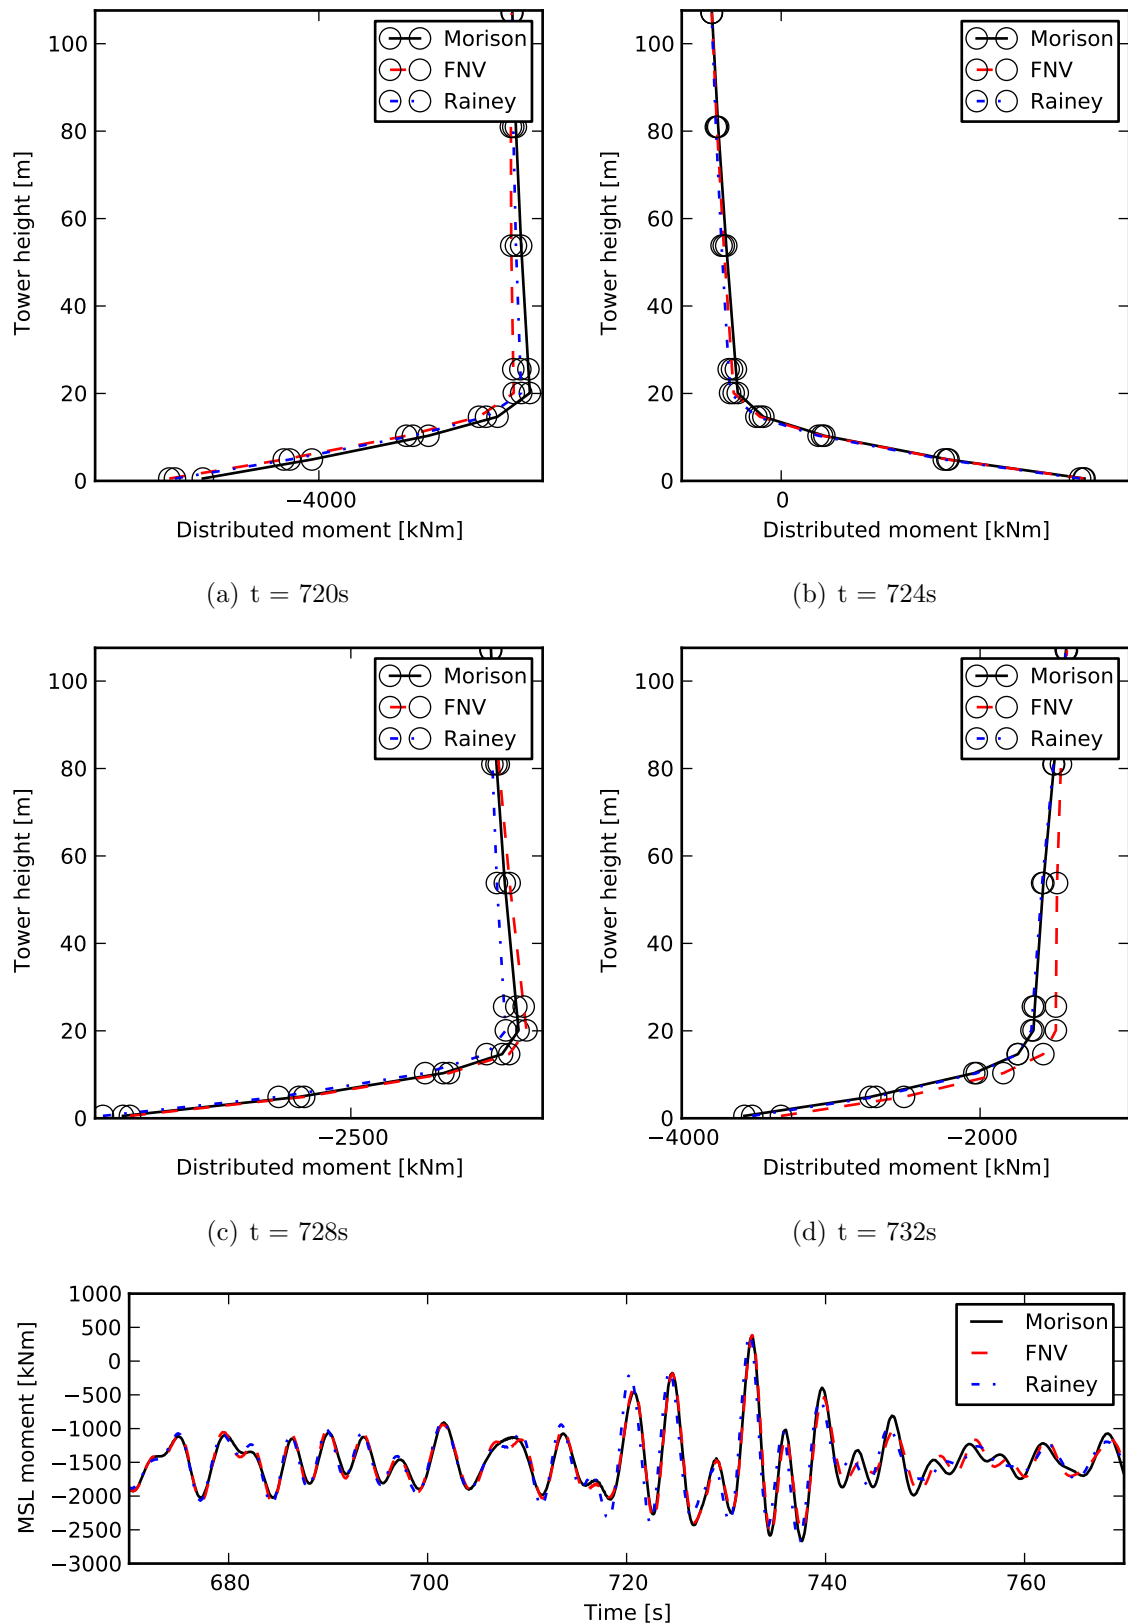 Morison
FNV
Rainey
100
80
60
40
20
0
Tower height [m]
−4000
Distributed moment [kNm]
(a) t = 720s
Morison
FNV
Rainey
100
80
60
40
20
0
Tower height [m]
0
Distributed moment [kNm]
(b) t = 724s
Morison
FNV
Rainey
100
80
60
40
20
0
Tower height [m]
−2500
Distributed moment [kNm]
(c) t = 728s
Morison
FNV
Rainey
100
80
60
40
20
0
Tower height [m]
−4000
−2000
Distributed moment [kNm]
(d) t = 732s
Morison
FNV
Rainey
1000
500
0
−500
−1000
−1500
−2000
−2500
−3000
MSL moment [kNm]
680
700
720
740
760
Time [s]